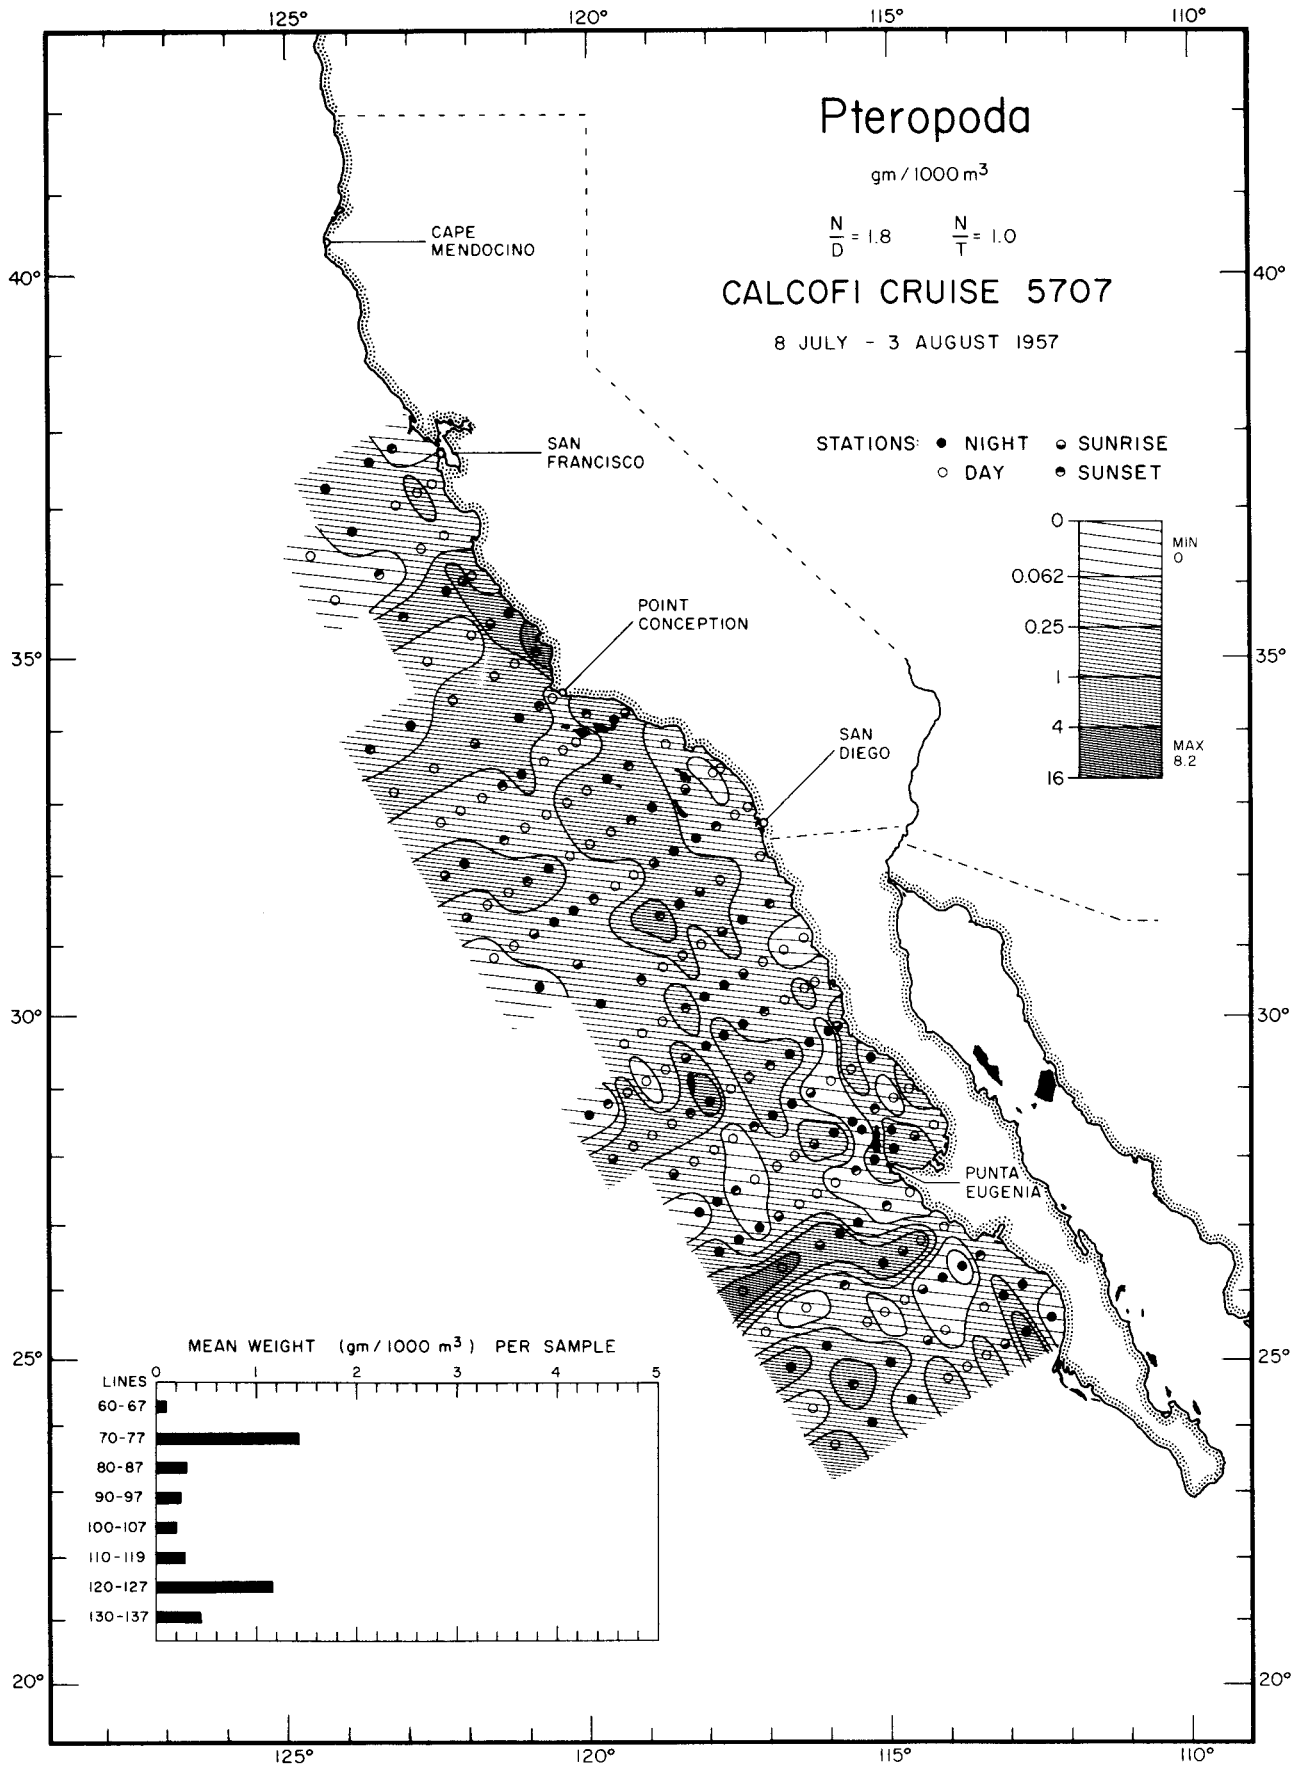 125°
120°
115°
110°
Pteropoda
gm / 1000 m³
N/D = 1.8 N/T = 1.0
CALCOFI CRUISE 5707
8 JULY - 3 AUGUST 1957
CAPE
MENDOCINO
40°
40°
STATIONS: ● NIGHT SUNRISE
○ DAY SUNSET
SAN
FRANCISCO
0
0.062
0.25
1
4
16
MIN
0
MAX
8.2
POINT
CONCEPTION
35°
35°
SAN
DIEGO
30°
30°
PUNTA
EUGENIA
25°
25°
MEAN WEIGHT (gm/1000 m³) PER SAMPLE
0 1 2 3 4 5
LINES
60-67
70-77
80-87
90-97
100-107
110-119
120-127
130-137
20°
20°
125°
120°
115°
110°